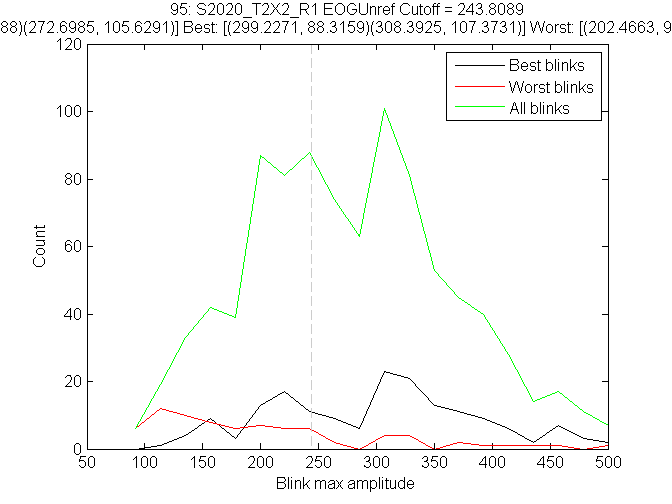 95: S2020_T2X2_R1 EOGUnref Cutoff = 243.8089
88)(272.6985, 105.6291)] Best: [(299.2271, 88.3159)(308.3925, 107.3731)] Worst: [(202.4663, 9
120
100
80
60
40
20
0
Count
Best blinks
Worst blinks
All blinks
50 100 150 200 250 300 350 400 450 500
Blink max amplitude